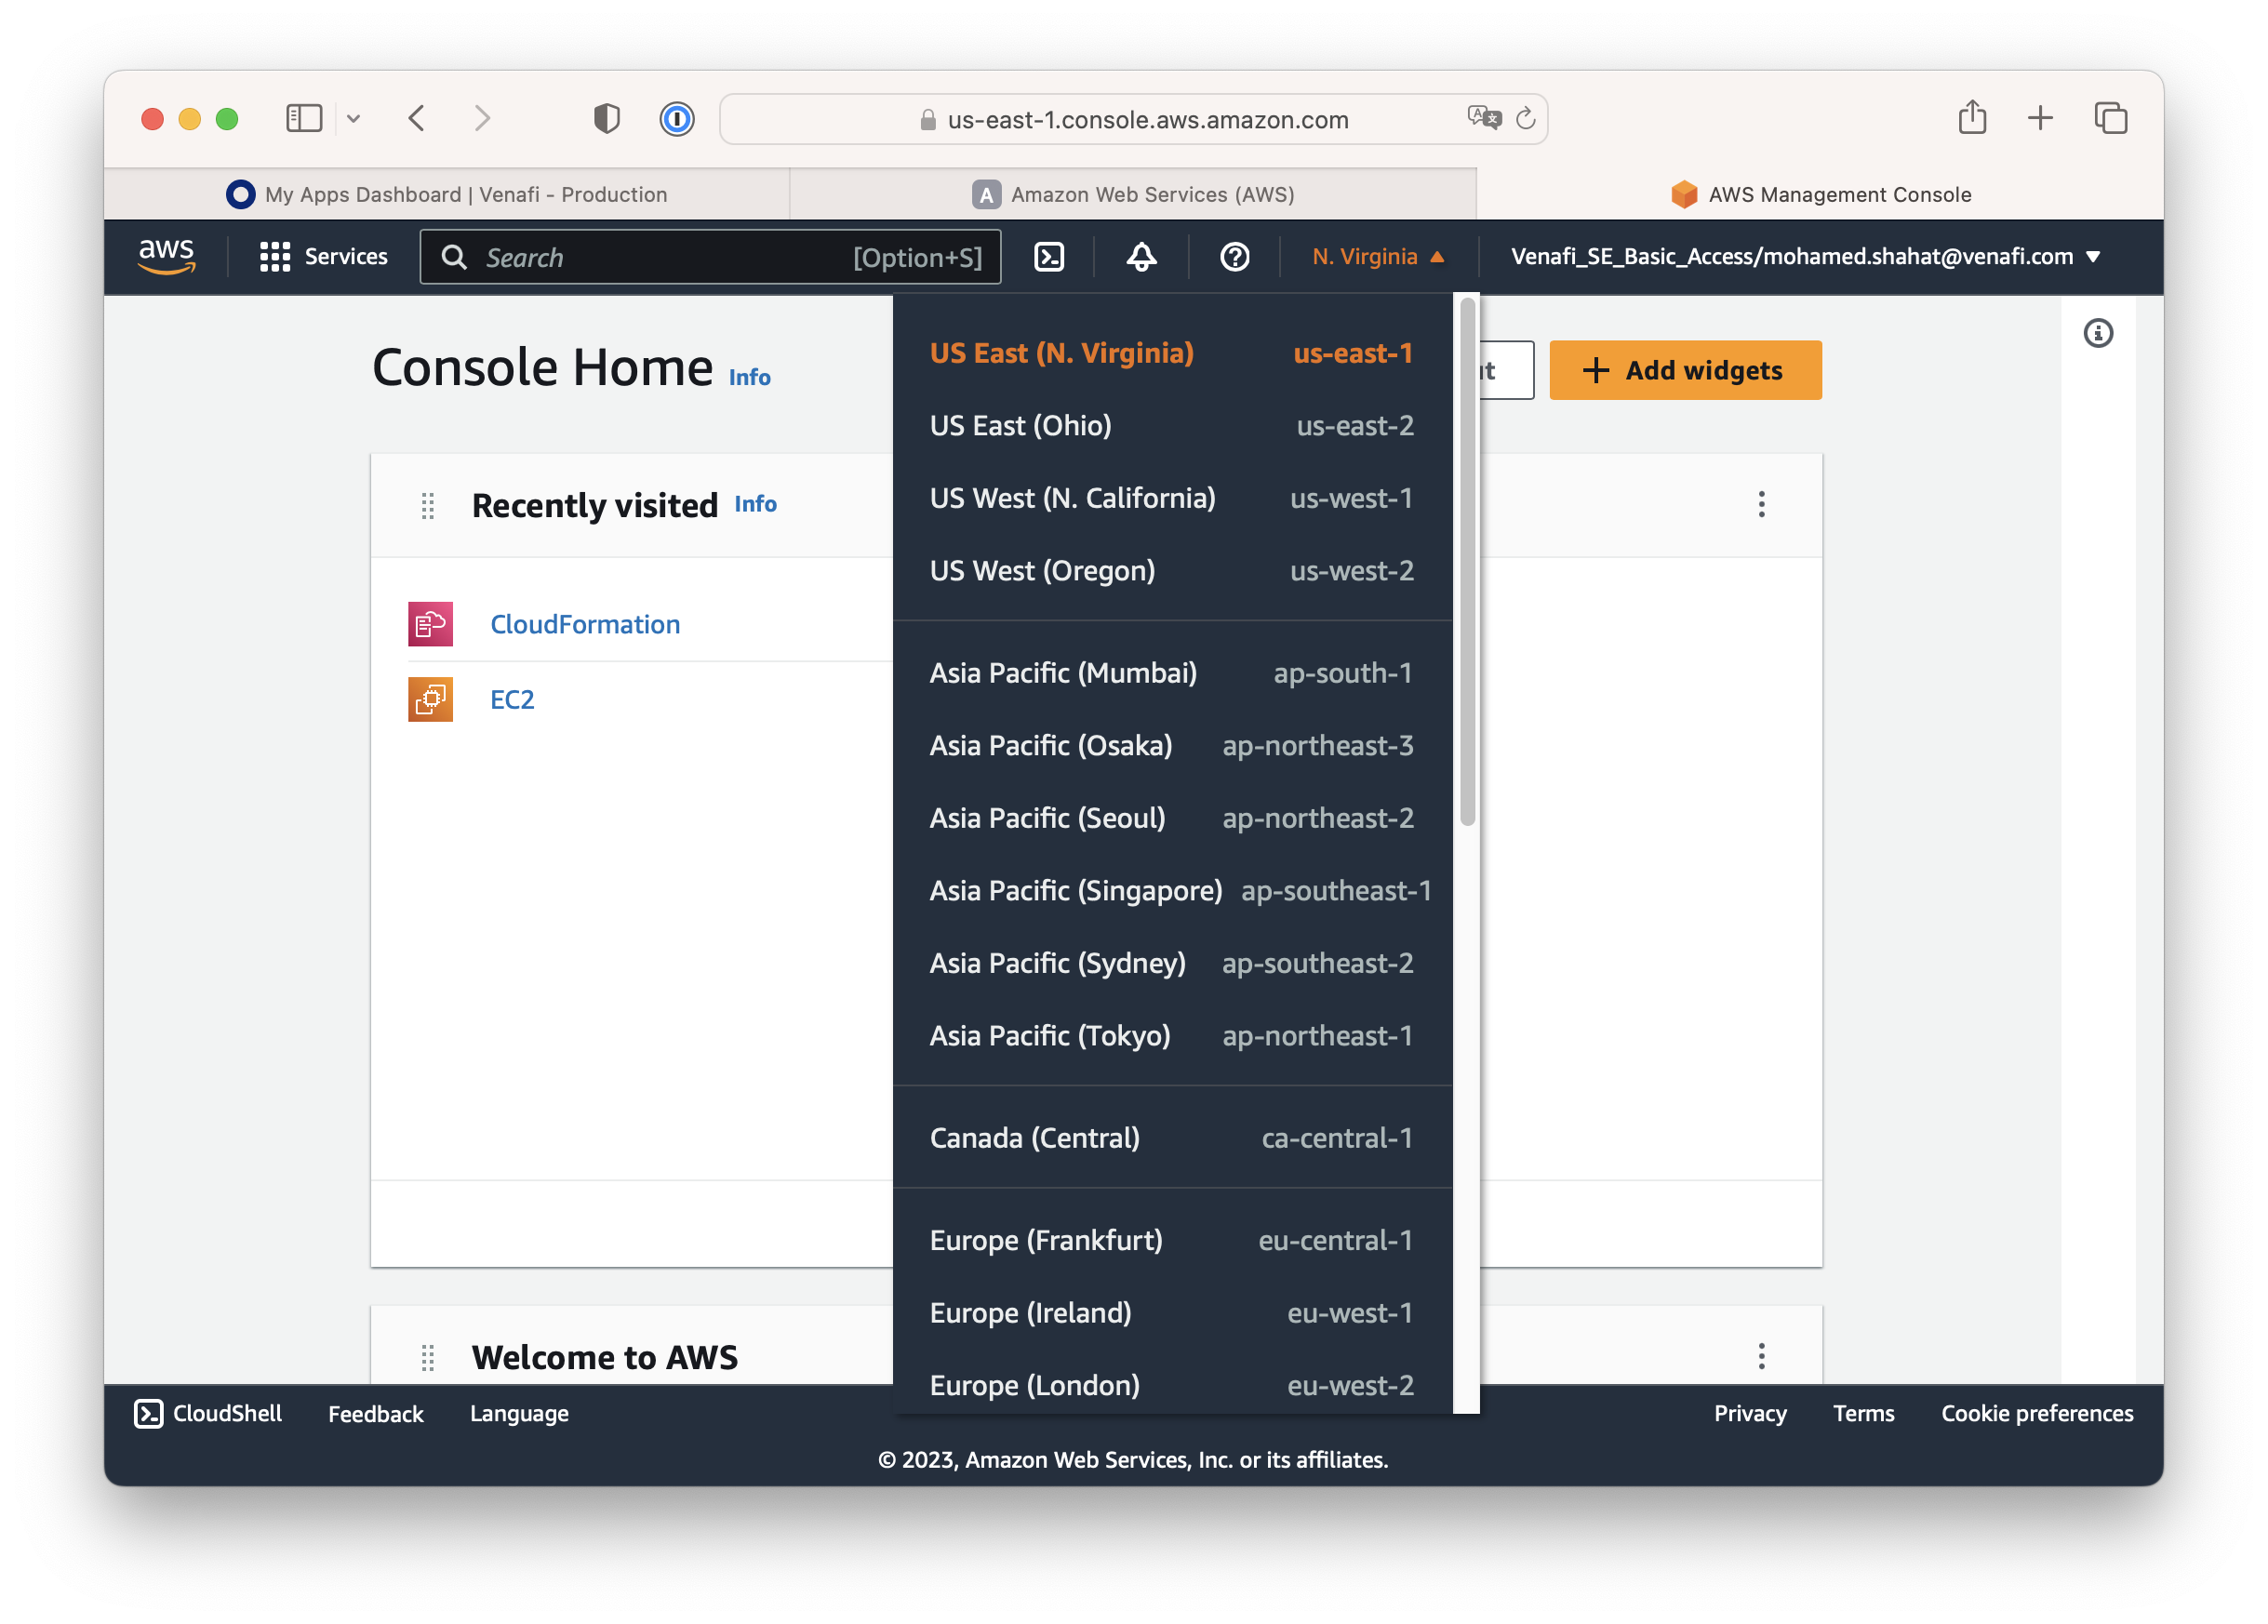 us-east-1.console.aws.amazon.com
My Apps Dashboard | Venafi - Production
A Amazon Web Services (AWS)
AWS Management Console
aws
Services
Search [Option+S]
N. Virginia
Venafi_SE_Basic_Access/mohamed.shahat@venafi.com
Console Home Info
Add widgets
US East (N. Virginia) us-east-1
US East (Ohio) us-east-2
US West (N. California) us-west-1
US West (Oregon) us-west-2
Recently visited Info
CloudFormation
EC2
Asia Pacific (Mumbai) ap-south-1
Asia Pacific (Osaka) ap-northeast-3
Asia Pacific (Seoul) ap-northeast-2
Asia Pacific (Singapore) ap-southeast-1
Asia Pacific (Sydney) ap-southeast-2
Asia Pacific (Tokyo) ap-northeast-1
Canada (Central) ca-central-1
Europe (Frankfurt) eu-central-1
Europe (Ireland) eu-west-1
Europe (London) eu-west-2
Welcome to AWS
CloudShell Feedback Language
Privacy Terms Cookie preferences
© 2023, Amazon Web Services, Inc. or its affiliates.